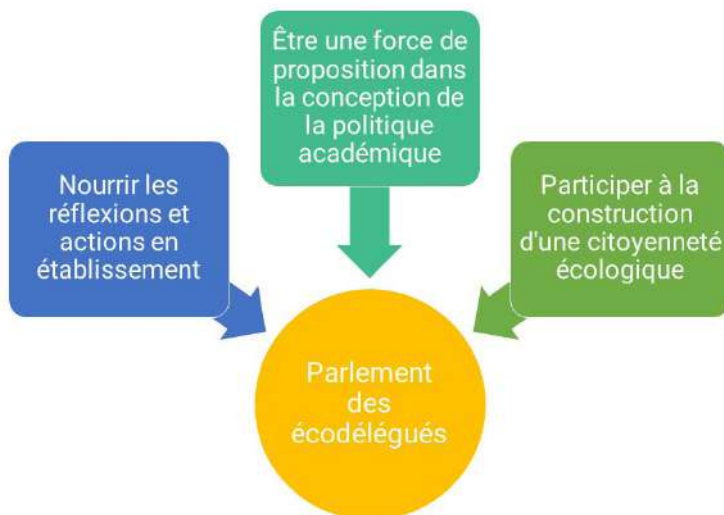 Être une force de
proposition dans
la conception de
la politique
académique
Nourrir les
réflexions et
actions en
établissement
Participer à la
construction
d'une citoyenneté
écologique
Parlement
des
écodélégués